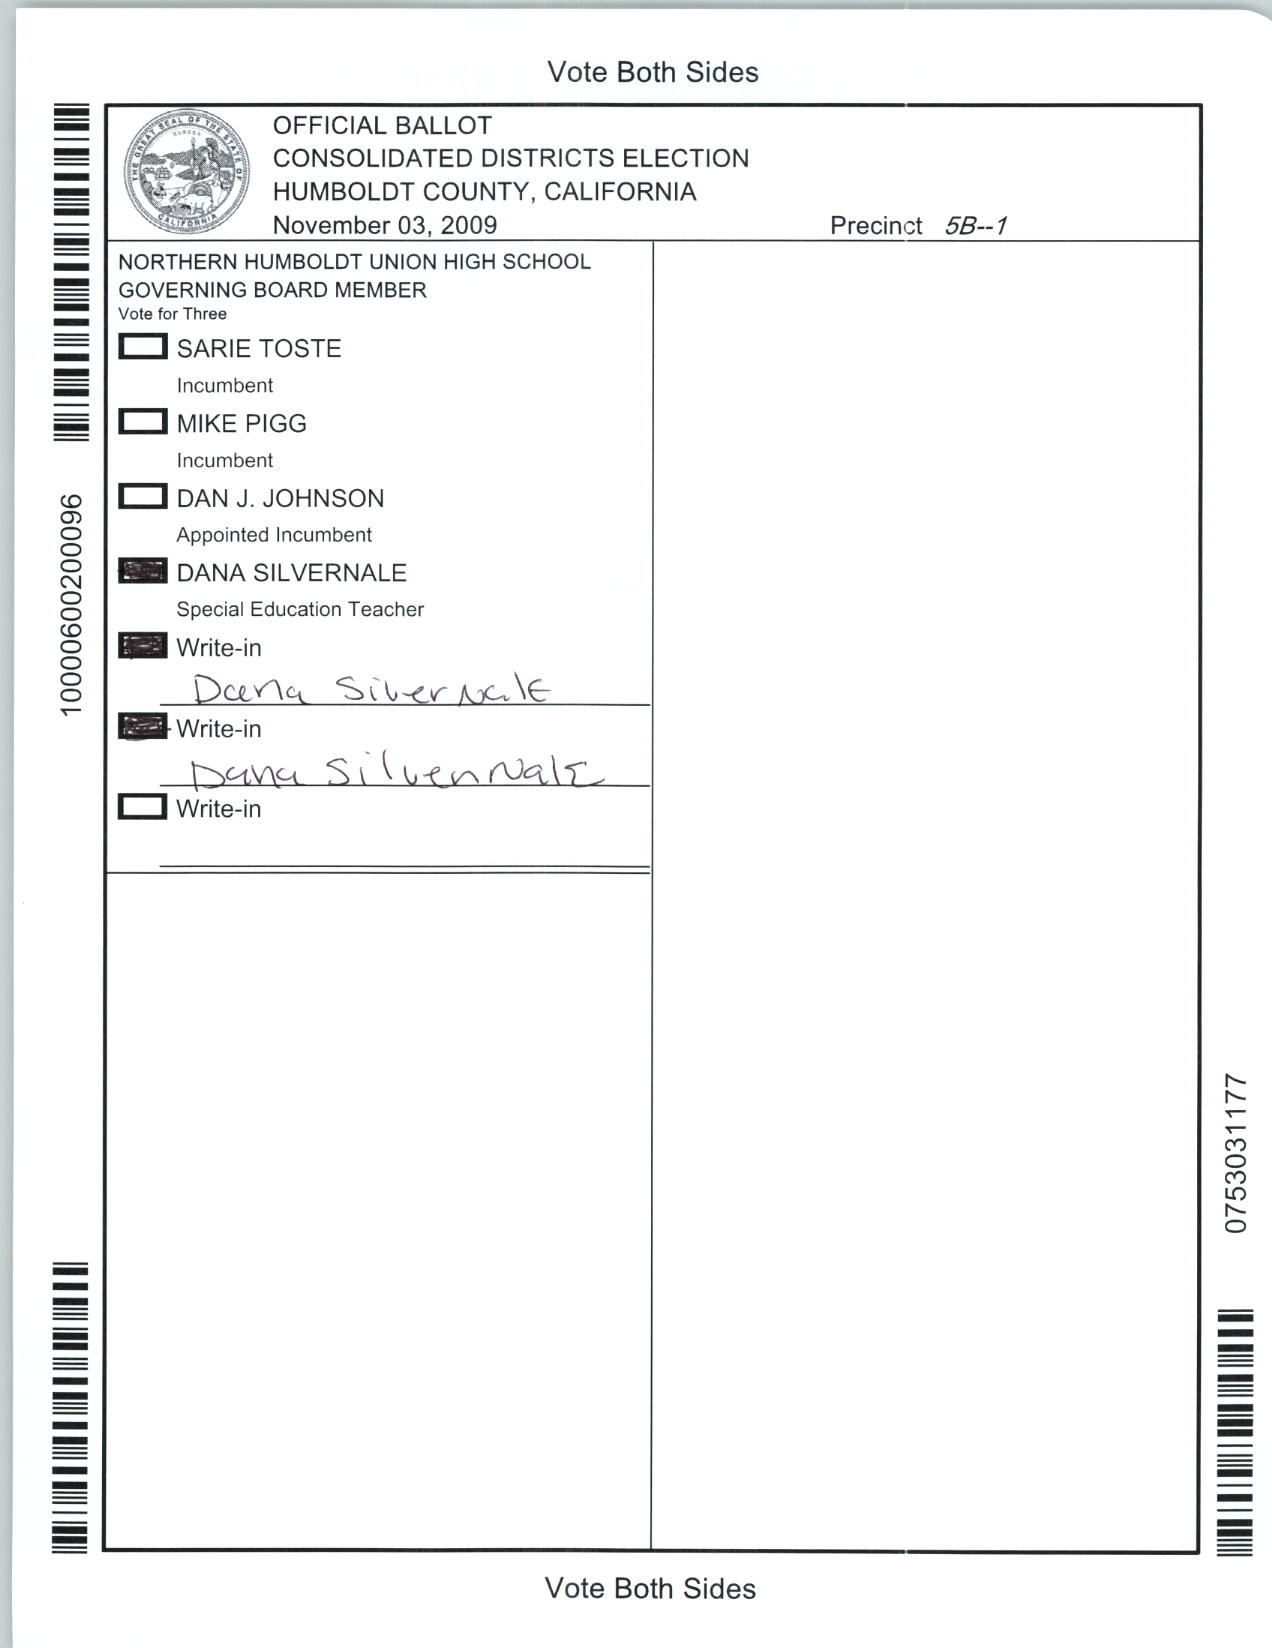 Vote Both Sides
THE GREAT SEAL OF THE STATE OF CALIFORNIA
EUREKA
OFFICIAL BALLOT
CONSOLIDATED DISTRICTS ELECTION
HUMBOLDT COUNTY, CALIFORNIA
November 03, 2009
Precinct 5B--1
NORTHERN HUMBOLDT UNION HIGH SCHOOL
GOVERNING BOARD MEMBER
Vote for Three
SARIE TOSTE
Incumbent
MIKE PIGG
Incumbent
DAN J. JOHNSON
Appointed Incumbent
DANA SILVERNALE
Special Education Teacher
Write-in
Dana SilverNalE
Write-in
Dana SilvenNalE
Write-in
10000600200096
0753031177
Vote Both Sides